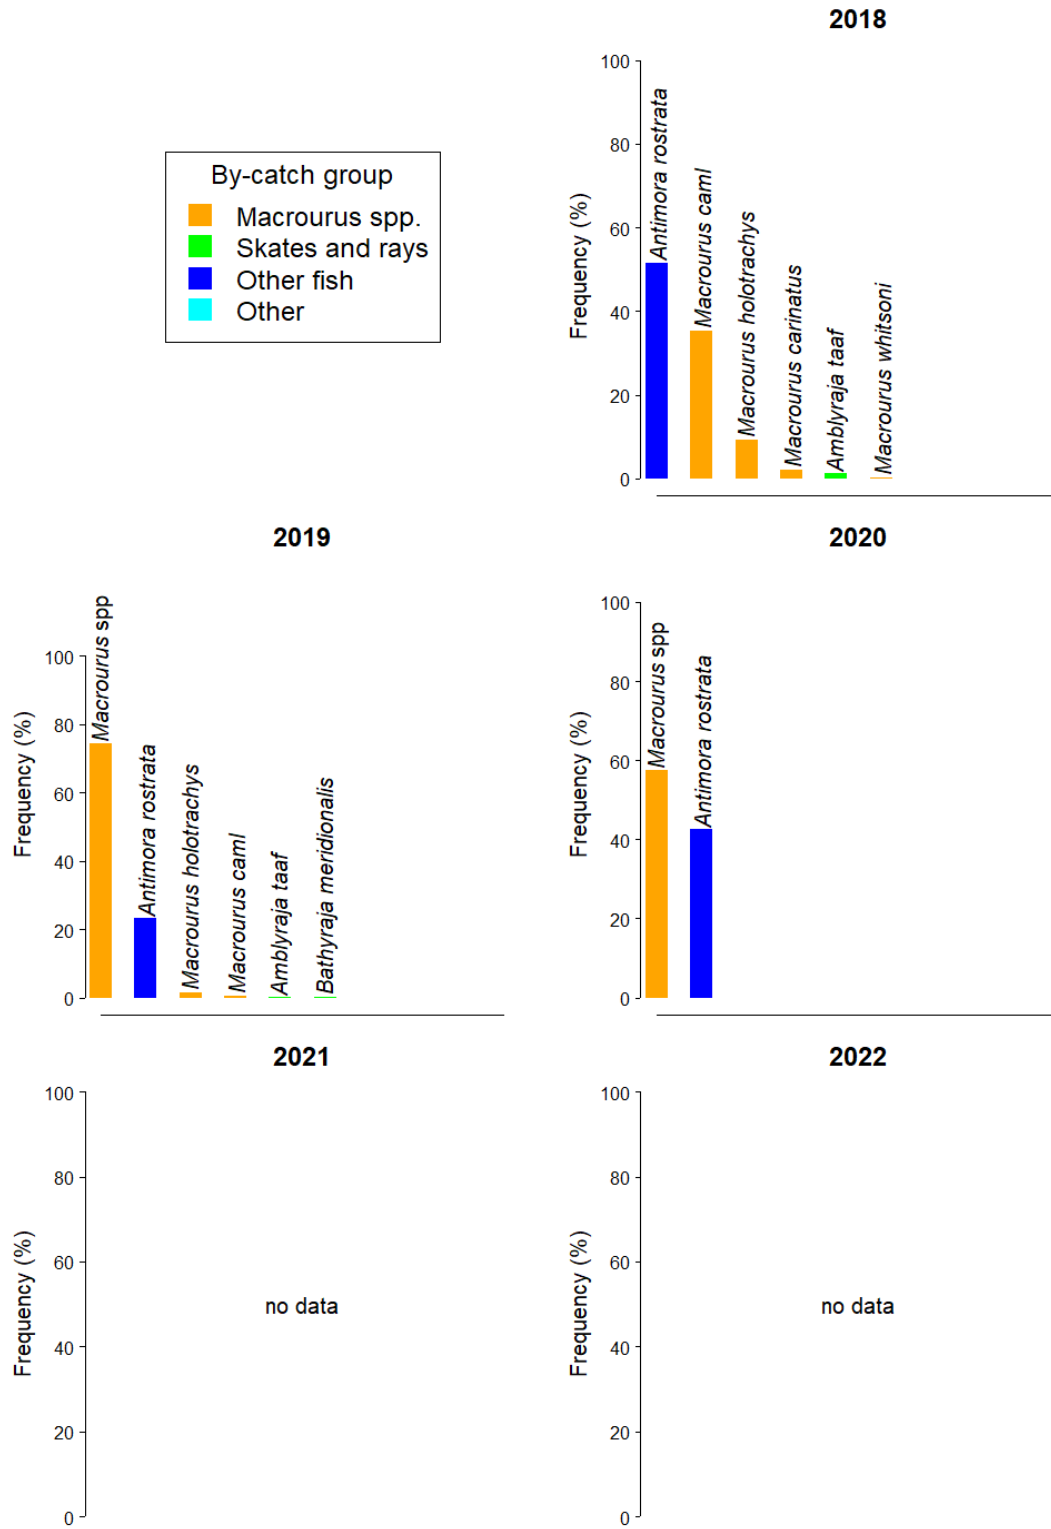 By-catch group
Macrourus spp.
Skates and rays
Other fish
Other
2018
Frequency (%)
100
80
60
40
20
0
Antimora rostrata
Macrourus caml
Macrourus holotrachys
Macrourus carinatus
Amblyraja taaf
Macrourus whitsoni
2019
Frequency (%)
100
80
60
40
20
0
Macrourus spp
Antimora rostrata
Macrourus holotrachys
Macrourus caml
Amblyraja taaf
Bathyraja meridionalis
2020
Frequency (%)
100
80
60
40
20
0
Macrourus spp
Antimora rostrata
2021
Frequency (%)
100
80
60
40
20
0
no data
2022
Frequency (%)
100
80
60
40
20
0
no data